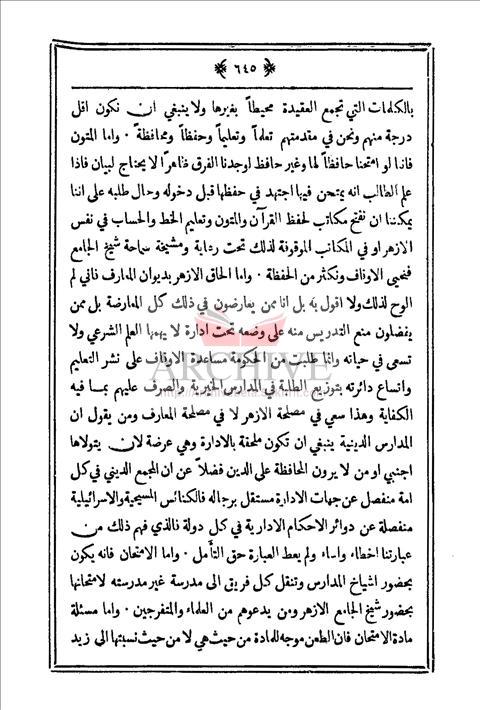 ٦٤٥
بالكلمات التي تجمع العقيدة محيطاً بغيرها ولا ينبغي ان نكون اقل
درجة منهم ونحن في مقدمتهم تعلماً وتعليماً وحفظاً ومحافظة . واما المتون
فاننا لو امتحنا حافظاً لها وغير حافظ لوجدنا الفرق ظاهراً لا يحتاج لبيان فاذا
علم الطالب انه يمتحن فيها اجتهد في حفظها قبل دخوله وحال طلبه على اننا
يمكننا ان نفتح مكاتب لحفظ القرآن والمتون وتعليم الخط والحساب في نفس
الازهر او في المكاتب الموقوفة لذلك تحت رعاية ومشيخة سماحة شيخ الجامع
فنحيي الاوقاف ونكثر من الحفظة . واما الحاق الازهر بديوان المعارف فاني لم
الوح لذلك ولا اقول به بل انا ممن يعارضون في ذلك كل المعارضة بل ممن
يفضلون منع التدريس منه على وضعه تحت ادارة لا يهمها العلم الشرعي ولا
تسعى في حياته وانما طلبت من الحكومة مساعدة الاوقاف على نشر التعليم
واتساع دائرته بتوزيع الطلبة في المدارس الخيرية والصرف عليهم بما فيه
الكفاية وهذا سعي في مصلحة الازهر لا في مصلحة المعارف ومن يقول ان
المدارس الدينية ينبغي ان تكون ملحقة بالادارة وهي عرضة لان يتولاها
اجنبي او من لا يرون المحافظة على الدين فضلاً عن ان المجمع الديني في كل
امة منفصل عن جهات الادارة مستقل برجاله فالكنائس المسيحية والاسرائيلية
منفصلة عن دوائر الاحكام الادارية في كل دولة فالذي فهم ذلك من
عبارتنا اخطاء واساء ولم يعط العبارة حق التأمل . واما الامتحان فانه يكون
بحضور اشياخ المدارس وتنقل كل فريق الى مدرسة غير مدرسته لامتحانها
بحضور شيخ الجامع الازهر ومن يدعوهم من العلماء والمتفرجين . واما مسئلة
مادة الامتحان فان الطعن موجه للمادة من حيث هي لا من حيث نسبتها الى زيد
ARCHIVE